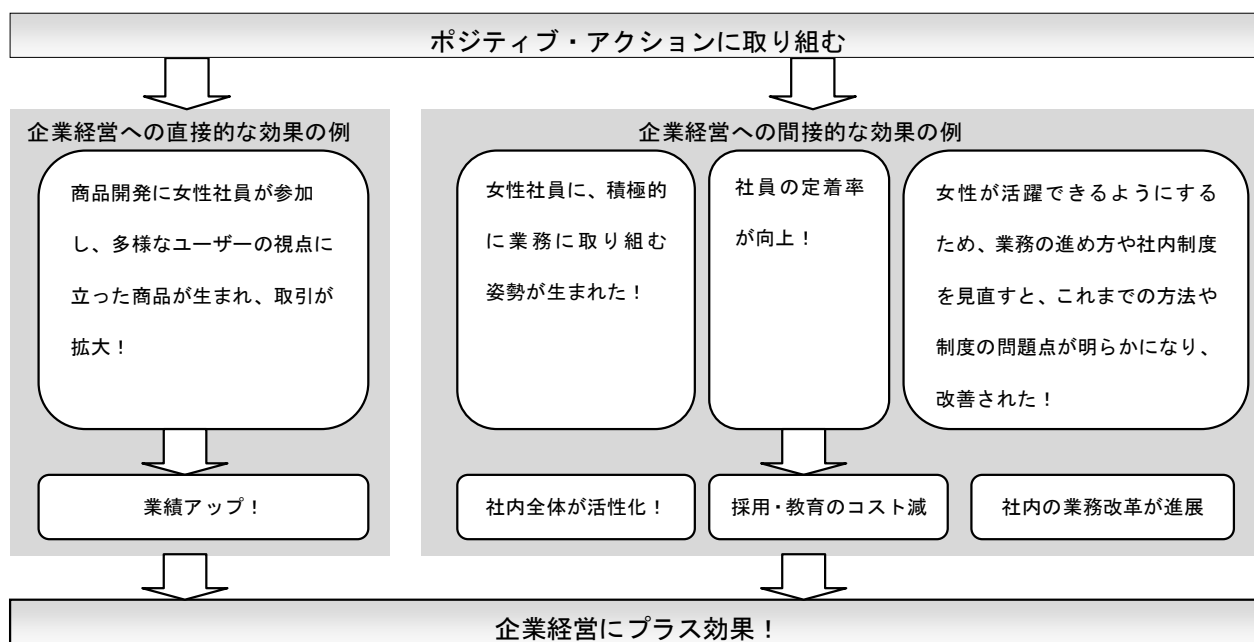 ポジティブ・アクションに取り組む
企業経営への直接的な効果の例
商品開発に女性社員が参加
し、多様なユーザーの視点に
立った商品が生まれ、取引が
拡大！
業績アップ！
企業経営への間接的な効果の例
女性社員に、積極的
に業務に取り組む
姿勢が生まれた！
社内全体が活性化！
社員の定着率
が向上！
採用・教育のコスト減
女性が活躍できるようにする
ため、業務の進め方や社内制度
を見直すと、これまでの方法や
制度の問題点が明らかになり、
改善された！
社内の業務改革が進展
企業経営にプラス効果！